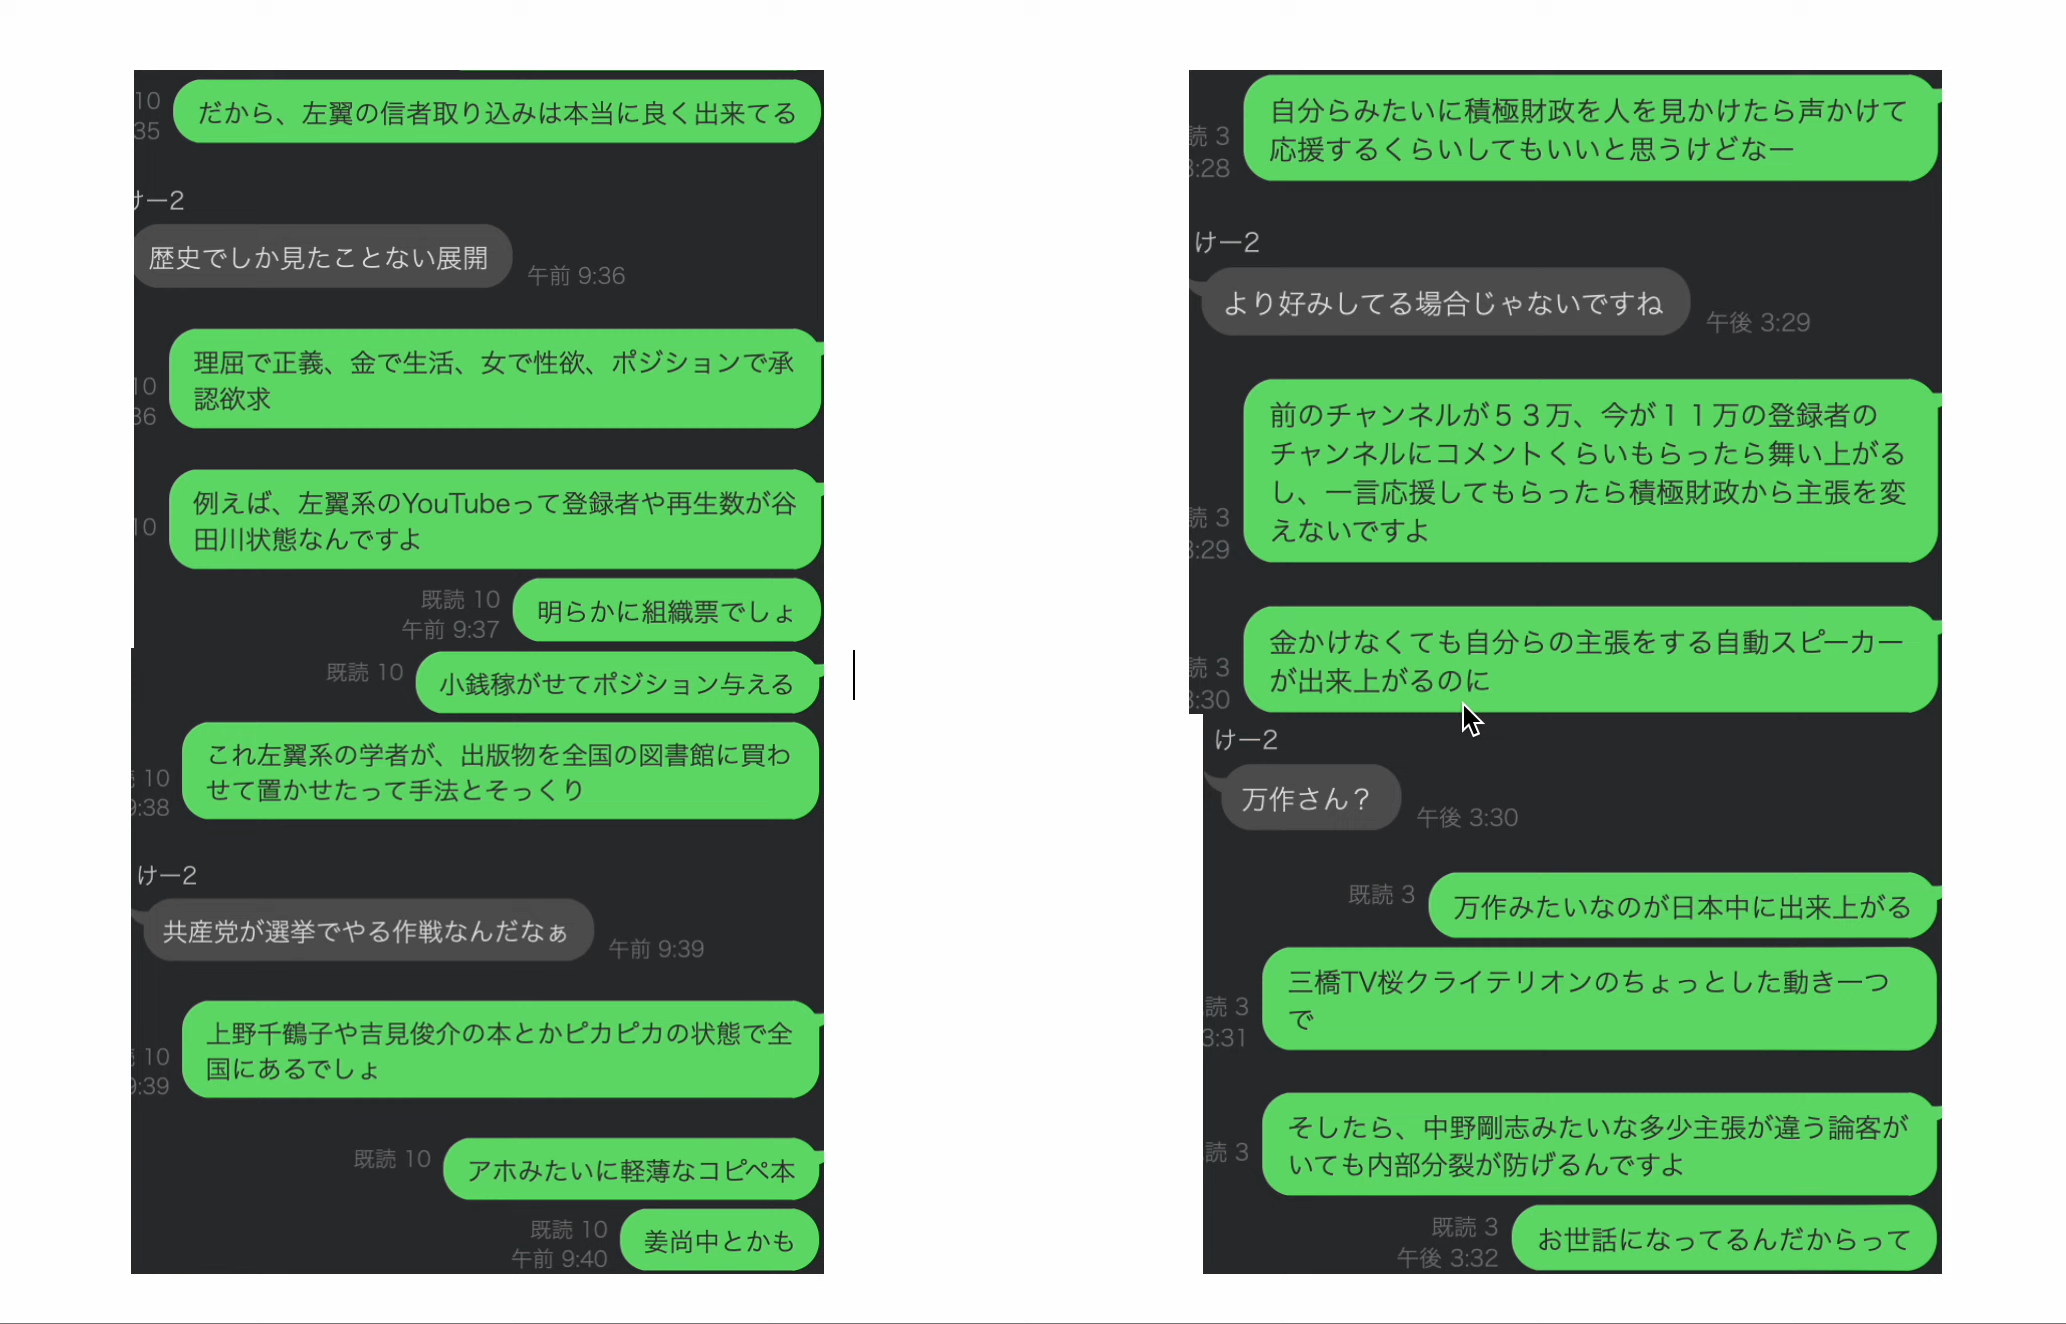 10
35
だから、左翼の信者取り込みは本当に良く出来てる
けー2
歴史でしか見たことない展開
午前 9:36
理屈で正義、金で生活、女で性欲、ポジションで承
認欲求
10
36
例えば、左翼系のYouTubeって登録者や再生数が谷
田川状態なんですよ
10
明らかに組織票でしょ
既読 10
午前 9:37
小銭稼がせてポジション与える
既読 10
これ左翼系の学者が、出版物を全国の図書館に買わ
せて置かせたって手法とそっくり
10
9:38
けー2
共産党が選挙でやる作戦なんだなぁ
午前 9:39
上野千鶴子や吉見俊介の本とかピカピカの状態で全
国にあるでしょ
10
9:39
アホみたいに軽薄なコピペ本
既読 10
姜尚中とかも
既読 10
午前 9:40
自分らみたいに積極財政を人を見かけたら声かけて
応援するくらいしてもいいと思うけどなー
読 3
3:28
けー2
より好みしてる場合じゃないですね
午後 3:29
前のチャンネルが５３万、今が１１万の登録者の
チャンネルにコメントくらいもらったら舞い上がる
し、一言応援してもらったら積極財政から主張を変
えないですよ
読 3
3:29
金かけなくても自分らの主張をする自動スピーカー
が出来上がるのに
読 3
3:30
けー2
万作さん？
午後 3:30
万作みたいなのが日本中に出来上がる
既読 3
三橋TV桜クライテリオンのちょっとした動き一つ
で
読 3
3:31
そしたら、中野剛志みたいな多少主張が違う論客が
いても内部分裂が防げるんですよ
読 3
お世話になってるんだからって
既読 3
午後 3:32